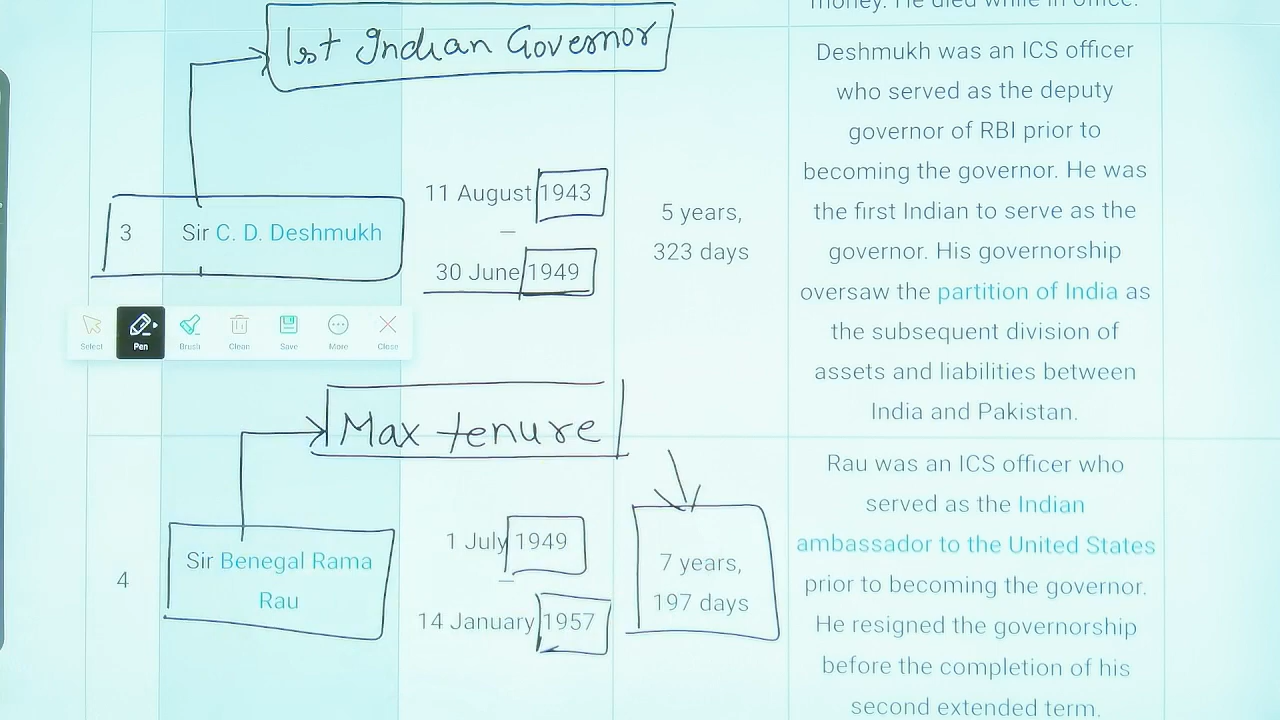 money. He died while in office.
1st Indian Governor
3
Sir C. D. Deshmukh
11 August 1943
–
30 June 1949
5 years,
323 days
Deshmukh was an ICS officer
who served as the deputy
governor of RBI prior to
becoming the governor. He was
the first Indian to serve as the
governor. His governorship
oversaw the partition of India as
the subsequent division of
assets and liabilities between
India and Pakistan.
Select
Pen
Brush
Clean
Save
More
Close
Max tenure
4
Sir Benegal Rama
Rau
1 July 1949
–
14 January 1957
7 years,
197 days
Rau was an ICS officer who
served as the Indian
ambassador to the United States
prior to becoming the governor.
He resigned the governorship
before the completion of his
second extended term.